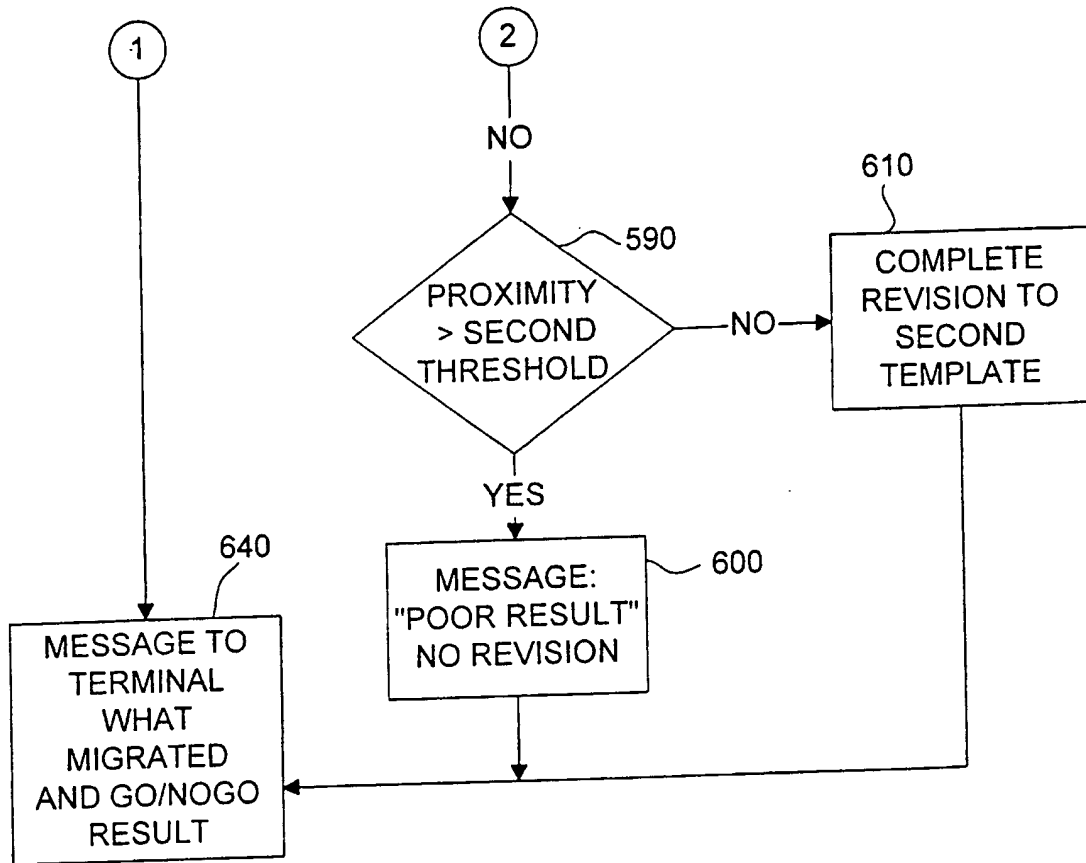 1
2
NO
610
590
PROXIMITY
> SECOND
THRESHOLD
NO
COMPLETE
REVISION TO
SECOND
TEMPLATE
YES
640
600
MESSAGE:
"POOR RESULT"
NO REVISION
MESSAGE TO
TERMINAL
WHAT
MIGRATED
AND GO/NOGO
RESULT